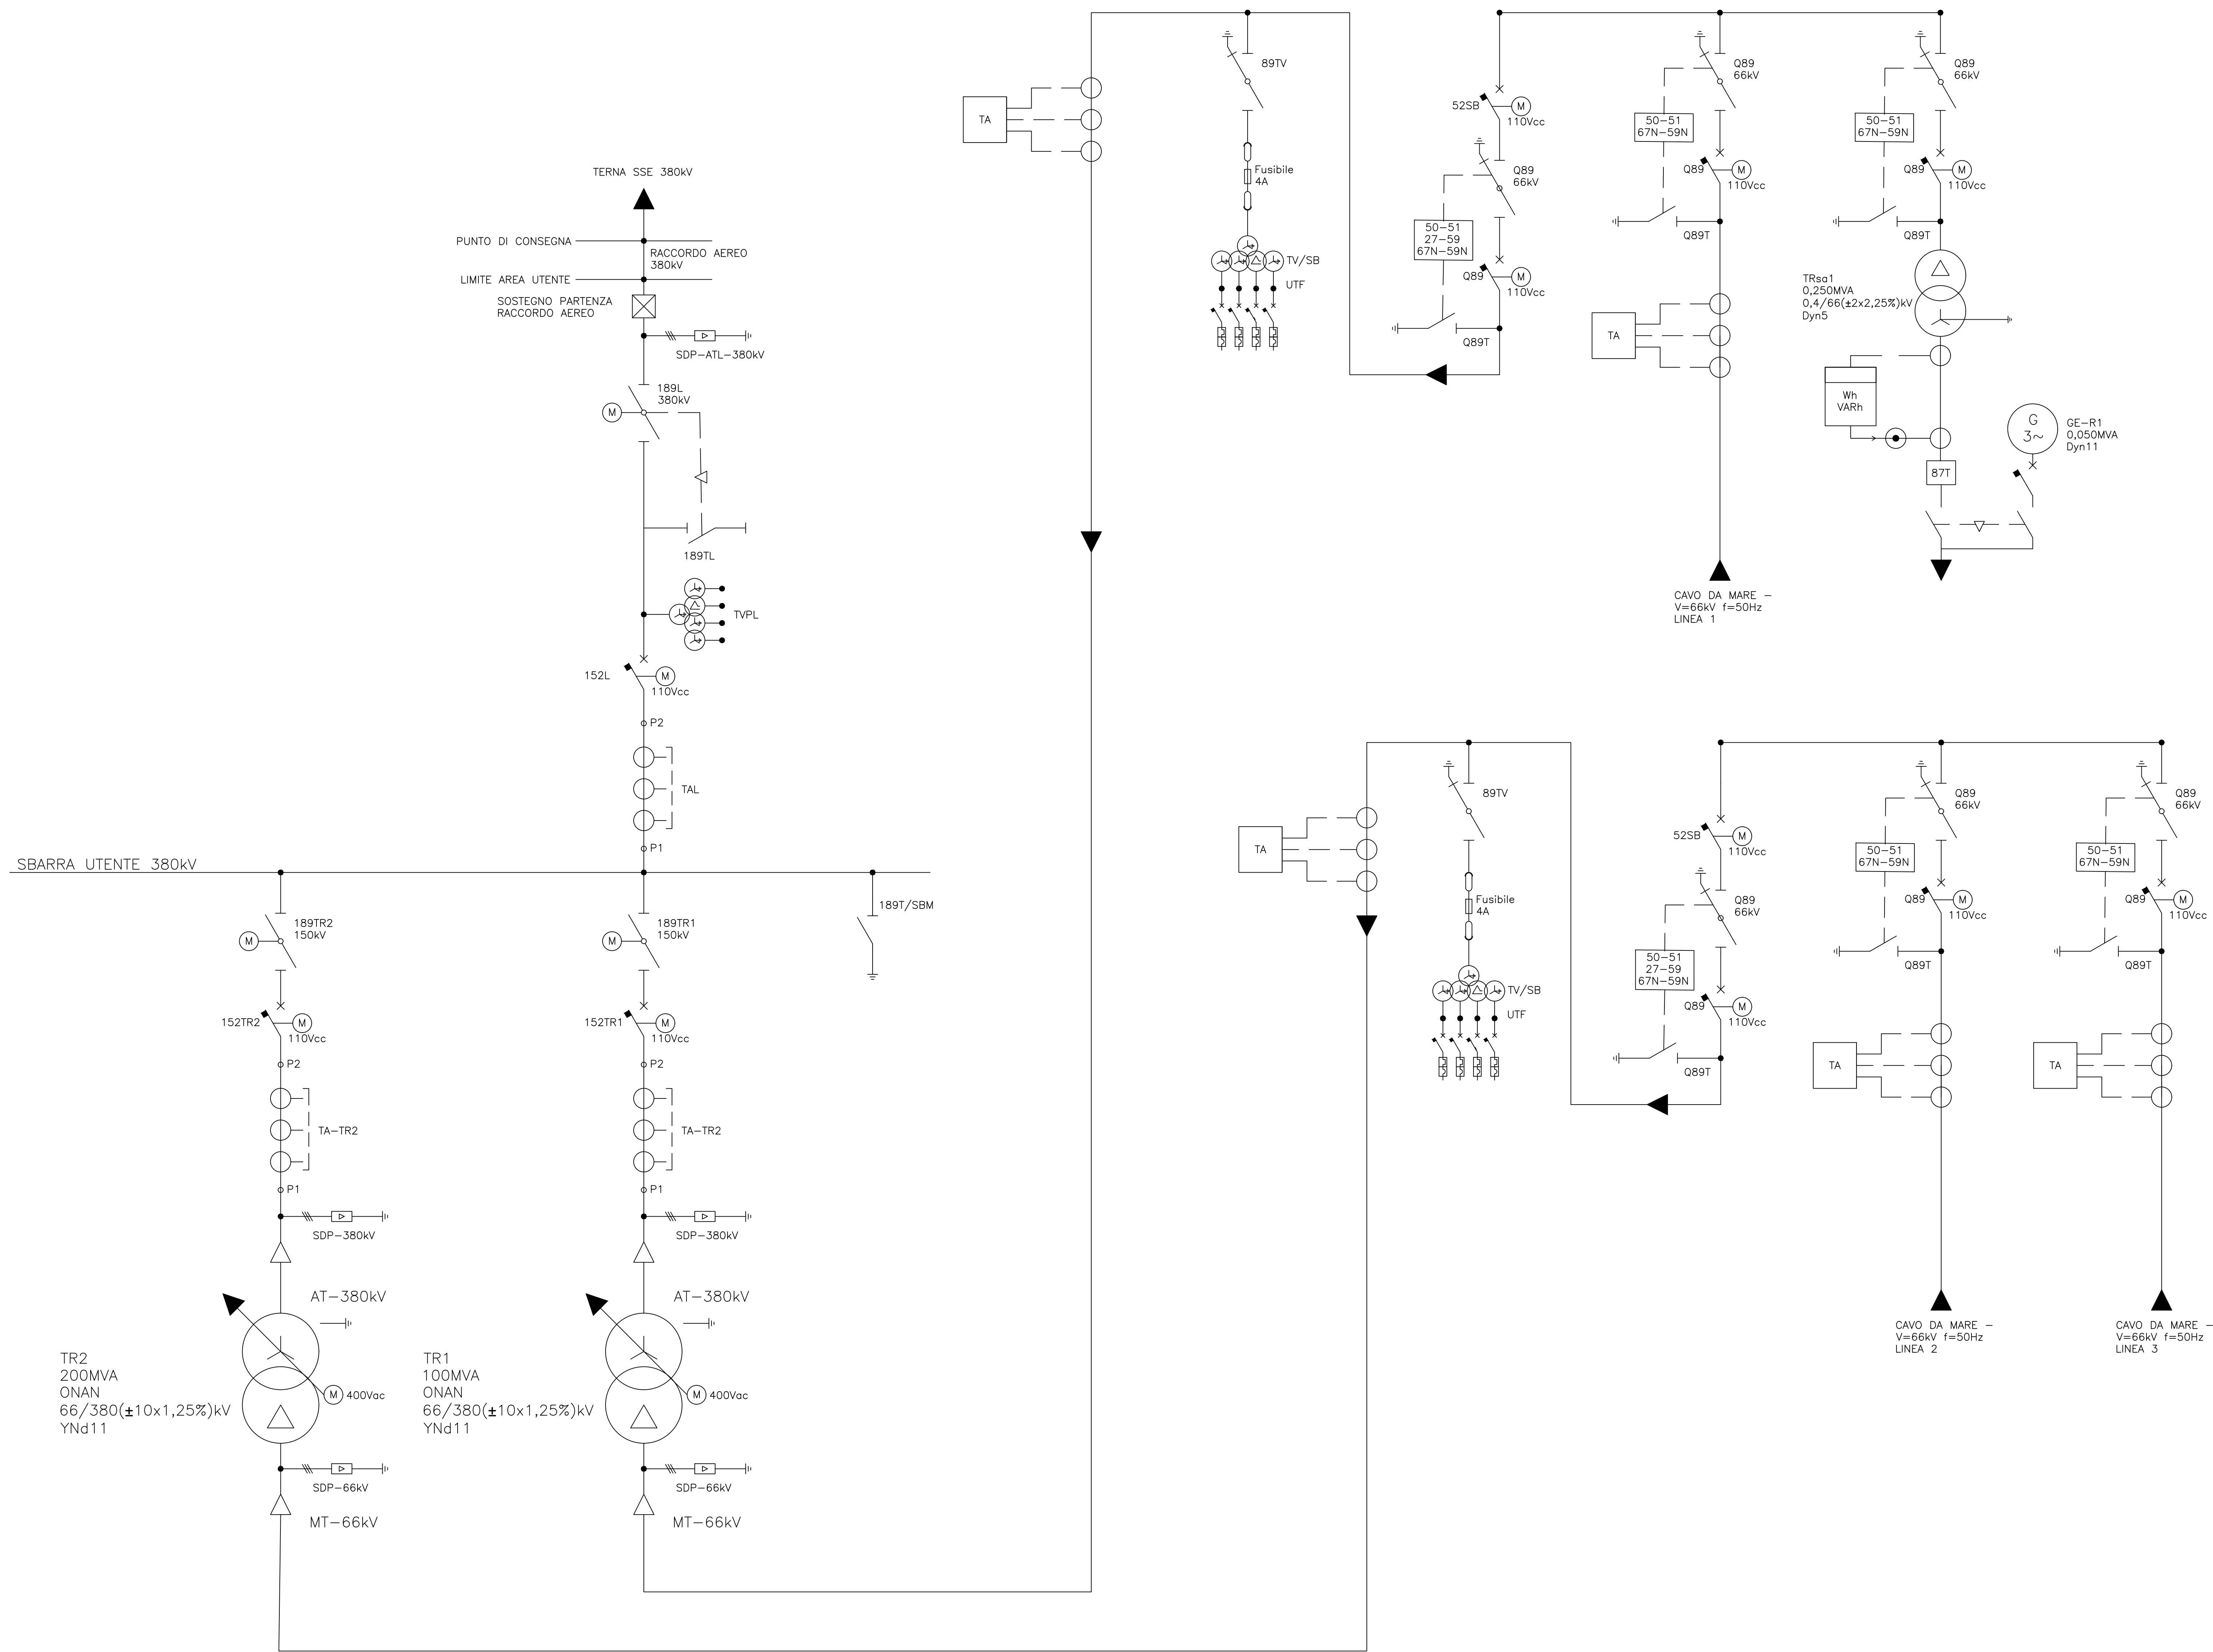 89TV
TA
Fusibile
4A
TV/SB
UTF
52SB
M
110Vcc
Q89
66kV
50-51
27-59
67N-59N
Q89
M
110Vcc
Q89T
Q89
66kV
50-51
67N-59N
Q89
M
110Vcc
Q89T
TA
CAVO DA MARE -
V=66kV f=50Hz
LINEA 1
Q89
66kV
50-51
67N-59N
Q89
M
110Vcc
Q89T
TRsa1
0,250MVA
0,4/66(±2x2,25%)kV
Dyn5
Wh
VARh
87T
G
3~
GE-R1
0,050MVA
Dyn11
TERNA SSE 380kV
PUNTO DI CONSEGNA
RACCORDO AEREO
380kV
LIMITE AREA UTENTE
SOSTEGNO PARTENZA
RACCORDO AEREO
SDP-ATL-380kV
189L
380kV
M
189TL
TVPL
152L
M
110Vcc
P2
TAL
P1
SBARRA UTENTE 380kV
189TR2
150kV
M
152TR2
M
110Vcc
P2
TA-TR2
P1
SDP-380kV
AT-380kV
TR2
200MVA
ONAN
66/380(±10x1,25%)kV
YNd11
M
400Vac
SDP-66kV
MT-66kV
189TR1
150kV
M
152TR1
M
110Vcc
P2
TA-TR2
P1
SDP-380kV
AT-380kV
TR1
100MVA
ONAN
66/380(±10x1,25%)kV
YNd11
M
400Vac
SDP-66kV
MT-66kV
189T/SBM
89TV
TA
Fusibile
4A
TV/SB
UTF
52SB
M
110Vcc
Q89
66kV
50-51
27-59
67N-59N
Q89
M
110Vcc
Q89T
Q89
66kV
50-51
67N-59N
Q89
M
110Vcc
Q89T
TA
CAVO DA MARE -
V=66kV f=50Hz
LINEA 2
Q89
66kV
50-51
67N-59N
Q89
M
110Vcc
Q89T
TA
CAVO DA MARE -
V=66kV f=50Hz
LINEA 3